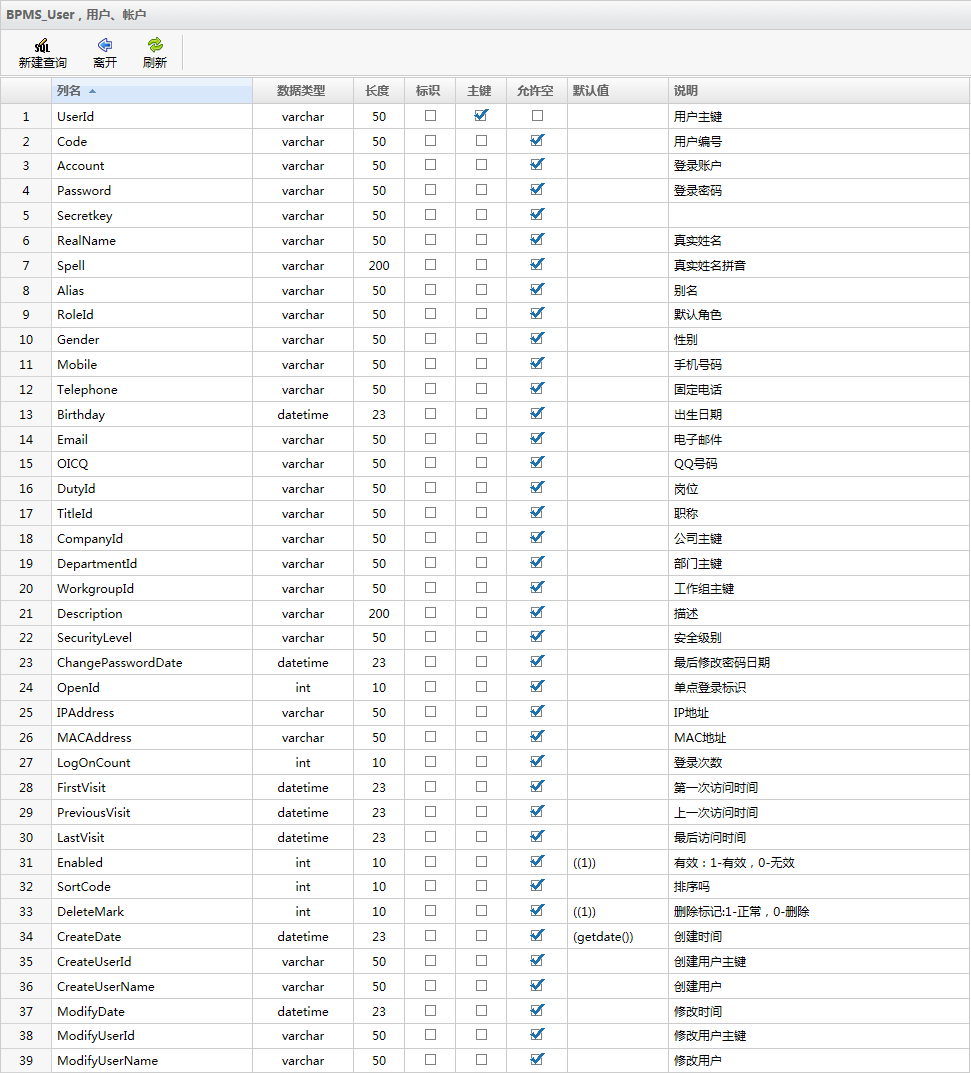 BPMS_User，用户、帐户
SQL
新建查询 离开 刷新
列名 数据类型 长度 标识 主键 允许空 默认值 说明
1 UserId varchar 50 用户主键
2 Code varchar 50 用户编号
3 Account varchar 50 登录账户
4 Password varchar 50 登录密码
5 Secretkey varchar 50
6 RealName varchar 50 真实姓名
7 Spell varchar 200 真实姓名拼音
8 Alias varchar 50 别名
9 RoleId varchar 50 默认角色
10 Gender varchar 50 性别
11 Mobile varchar 50 手机号码
12 Telephone varchar 50 固定电话
13 Birthday datetime 23 出生日期
14 Email varchar 50 电子邮件
15 OICQ varchar 50 QQ号码
16 DutyId varchar 50 岗位
17 TitleId varchar 50 职称
18 CompanyId varchar 50 公司主键
19 DepartmentId varchar 50 部门主键
20 WorkgroupId varchar 50 工作组主键
21 Description varchar 200 描述
22 SecurityLevel varchar 50 安全级别
23 ChangePasswordDate datetime 23 最后修改密码日期
24 OpenId int 10 单点登录标识
25 IPAddress varchar 50 IP地址
26 MACAddress varchar 50 MAC地址
27 LogOnCount int 10 登录次数
28 FirstVisit datetime 23 第一次访问时间
29 PreviousVisit datetime 23 上一次访问时间
30 LastVisit datetime 23 最后访问时间
31 Enabled int 10 ((1)) 有效：1-有效，0-无效
32 SortCode int 10 排序吗
33 DeleteMark int 10 ((1)) 删除标记:1-正常，0-删除
34 CreateDate datetime 23 (getdate()) 创建时间
35 CreateUserId varchar 50 创建用户主键
36 CreateUserName varchar 50 创建用户
37 ModifyDate datetime 23 修改时间
38 ModifyUserId varchar 50 修改用户主键
39 ModifyUserName varchar 50 修改用户